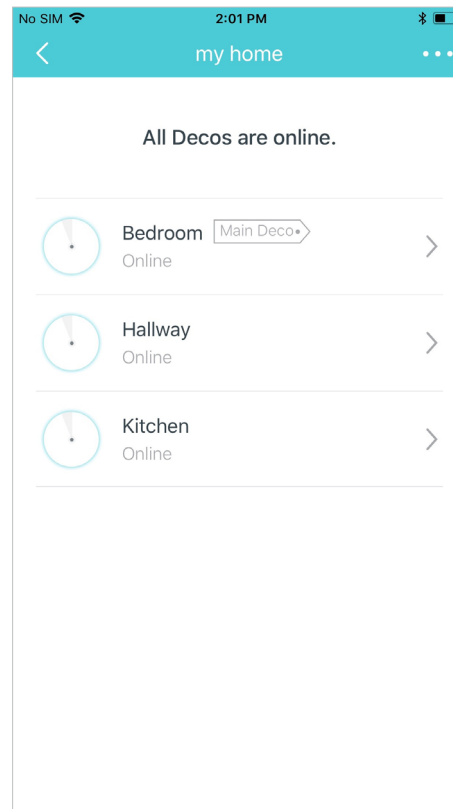 No SIM 2:01 PM
my home
All Decos are online.
Bedroom Main Deco
Online
Hallway
Online
Kitchen
Online